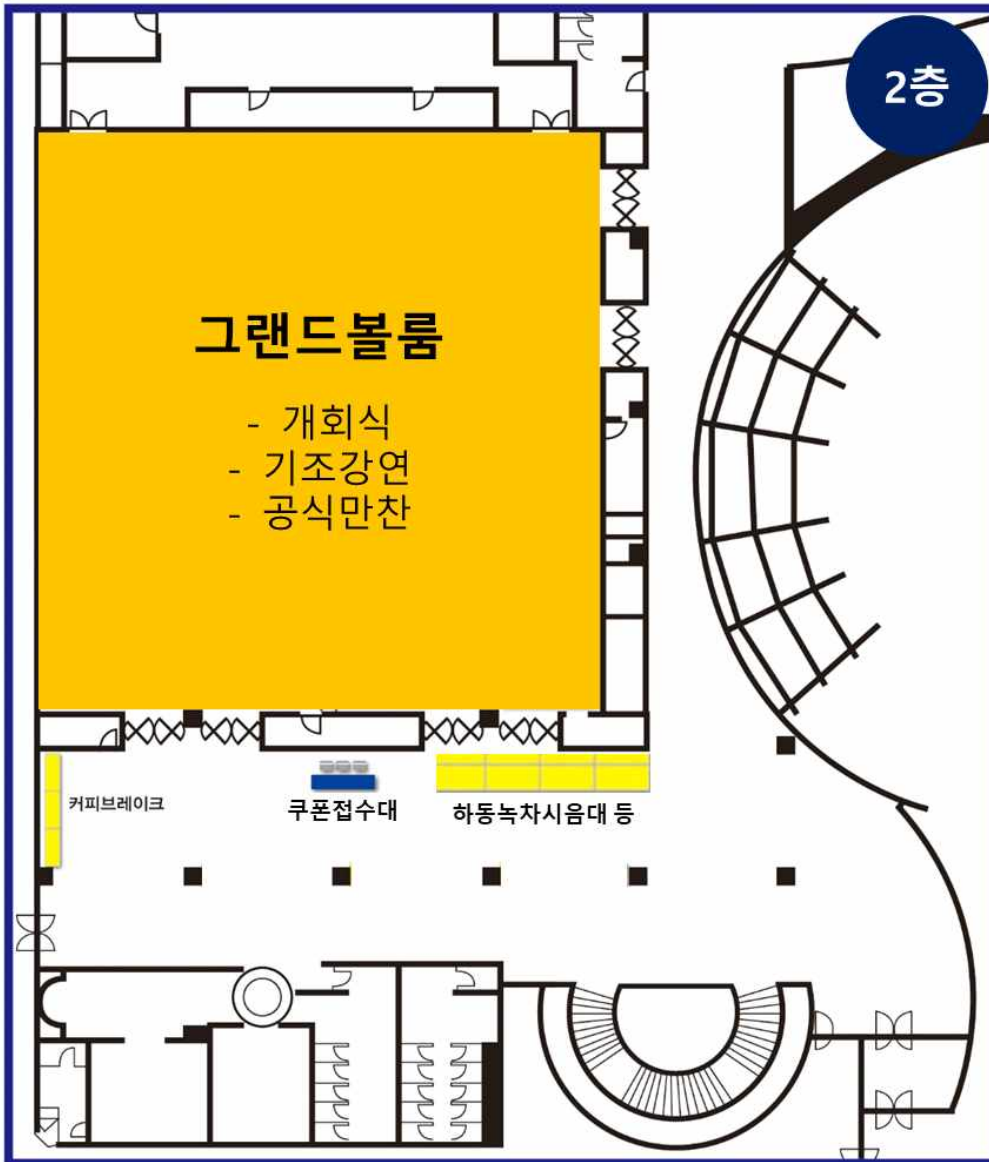 2층
그랜드볼룸
- 개회식
- 기조강연
- 공식만찬
커피브레이크
쿠폰접수대
하동녹차시음대 등